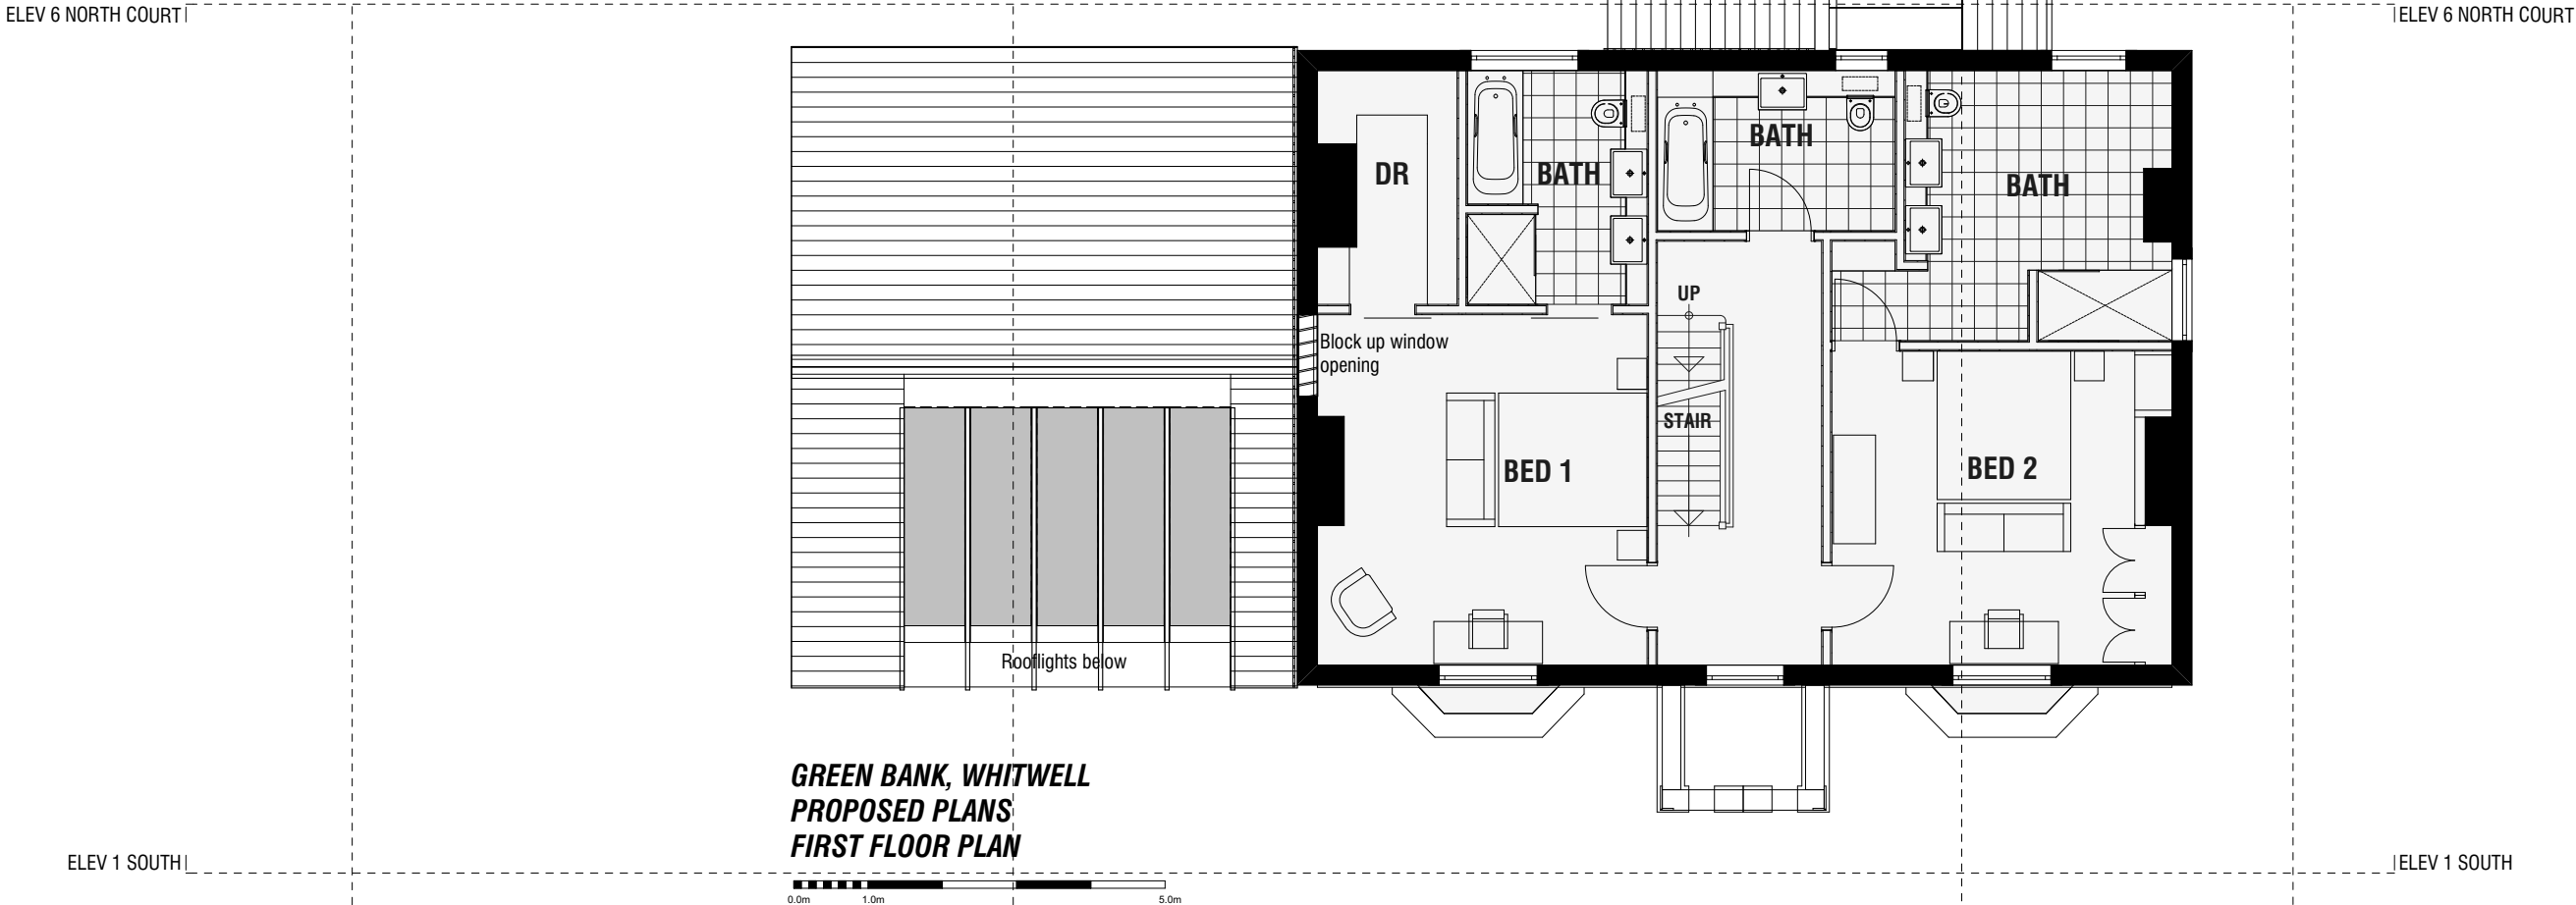 ELEV 6 NORTH COURT
ELEV 6 NORTH COURT
BATH
DR
BATH
BATH
UP
Block up window
opening
STAIR
BED 1
BED 2
Rooflights below
GREEN BANK, WHITWELL
PROPOSED PLANS
FIRST FLOOR PLAN
ELEV 1 SOUTH
ELEV 1 SOUTH
0.0m 1.0m 5.0m